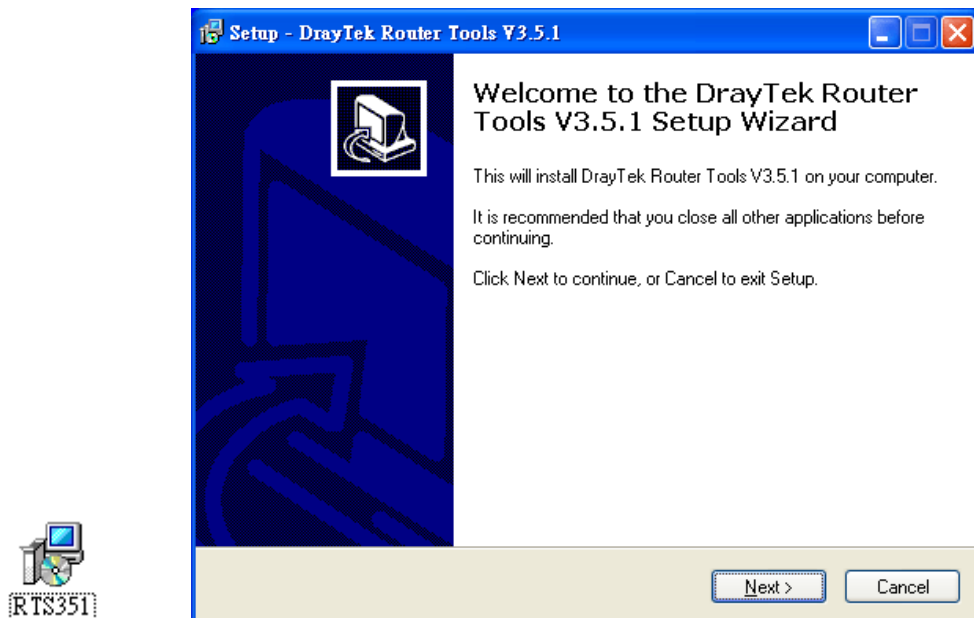 Setup - DrayTek Router Tools V3.5.1
Welcome to the DrayTek Router
Tools V3.5.1 Setup Wizard
This will install DrayTek Router Tools V3.5.1 on your computer.
It is recommended that you close all other applications before
continuing.
Click Next to continue, or Cancel to exit Setup.
Next >
Cancel
RTS351